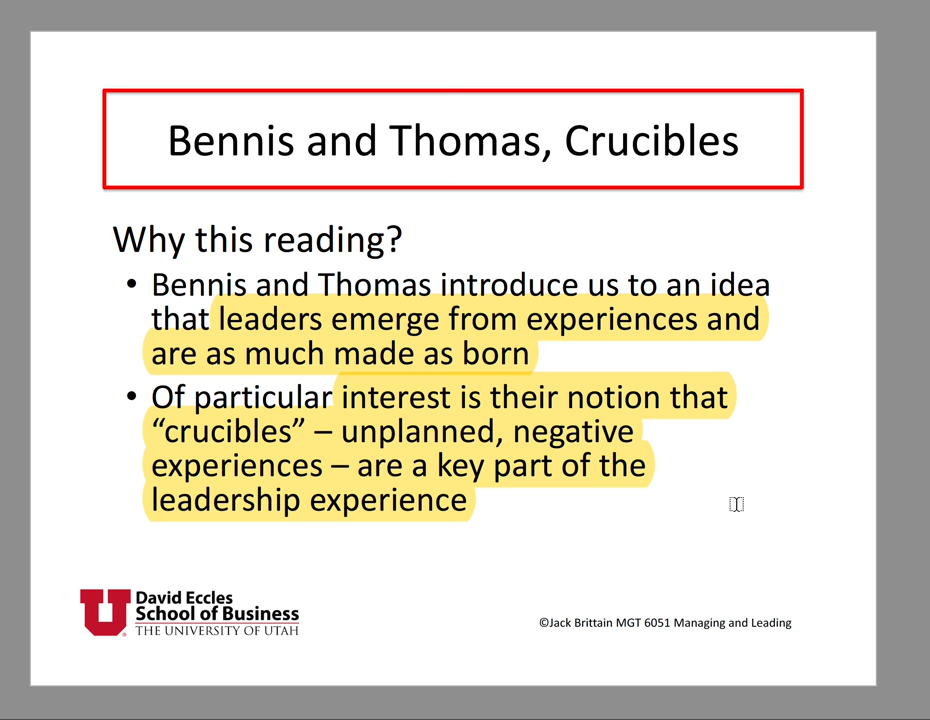 Bennis and Thomas, Crucibles
Why this reading?
• Bennis and Thomas introduce us to an idea
that leaders emerge from experiences and
are as much made as born
• Of particular interest is their notion that
“crucibles” – unplanned, negative
experiences – are a key part of the
leadership experience
U
David Eccles
School of Business
THE UNIVERSITY OF UTAH
©Jack Brittain MGT 6051 Managing and Leading